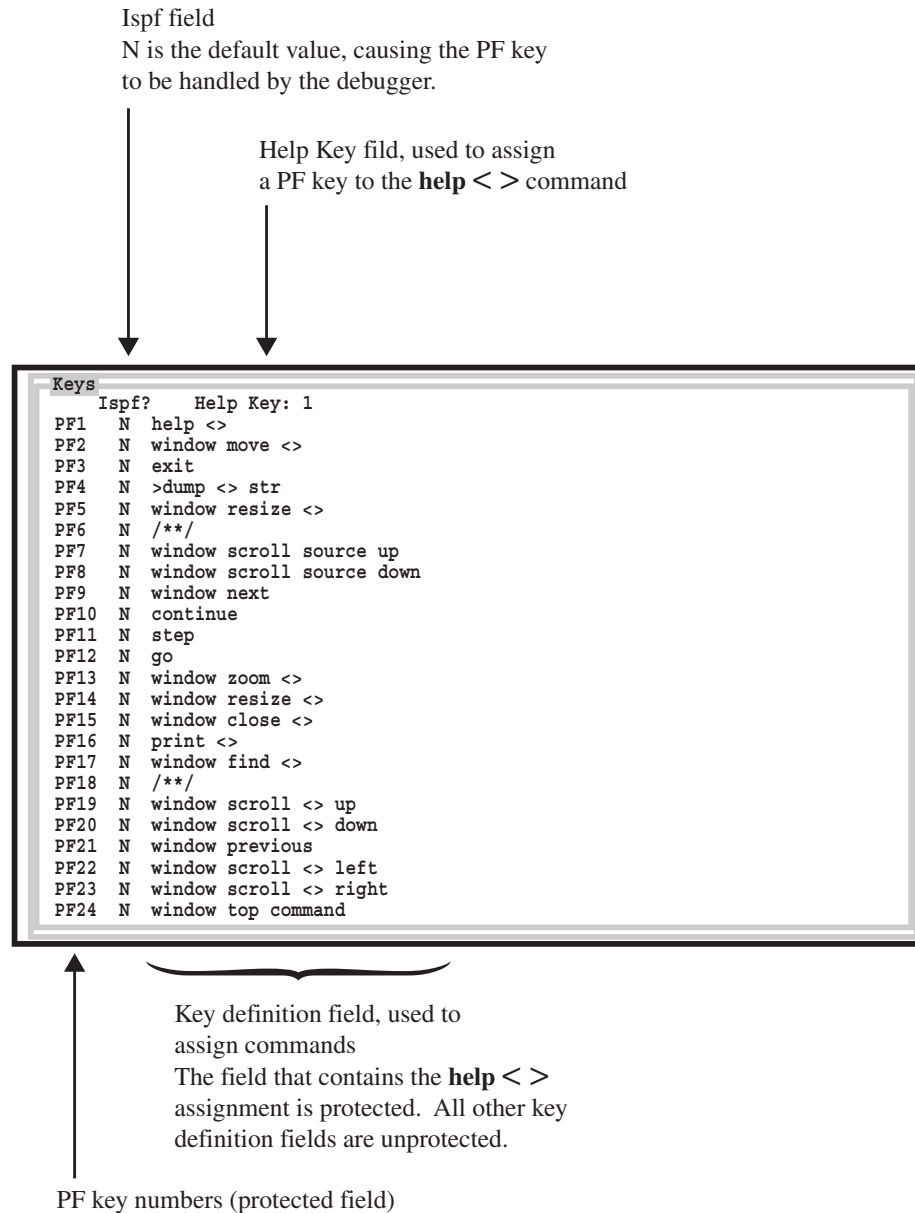 Ispf field
N is the default value, causing the PF key
to be handled by the debugger.
Help Key fild, used to assign
a PF key to the help < > command
Keys
Ispf? Help Key: 1
PF1 N help <>
PF2 N window move <>
PF3 N exit
PF4 N >dump <> str
PF5 N window resize <>
PF6 N /**/
PF7 N window scroll source up
PF8 N window scroll source down
PF9 N window next
PF10 N continue
PF11 N step
PF12 N go
PF13 N window zoom <>
PF14 N window resize <>
PF15 N window close <>
PF16 N print <>
PF17 N window find <>
PF18 N /**/
PF19 N window scroll <> up
PF20 N window scroll <> down
PF21 N window previous
PF22 N window scroll <> left
PF23 N window scroll <> right
PF24 N window top command
Key definition field, used to
assign commands
The field that contains the help < >
assignment is protected. All other key
definition fields are unprotected.
PF key numbers (protected field)